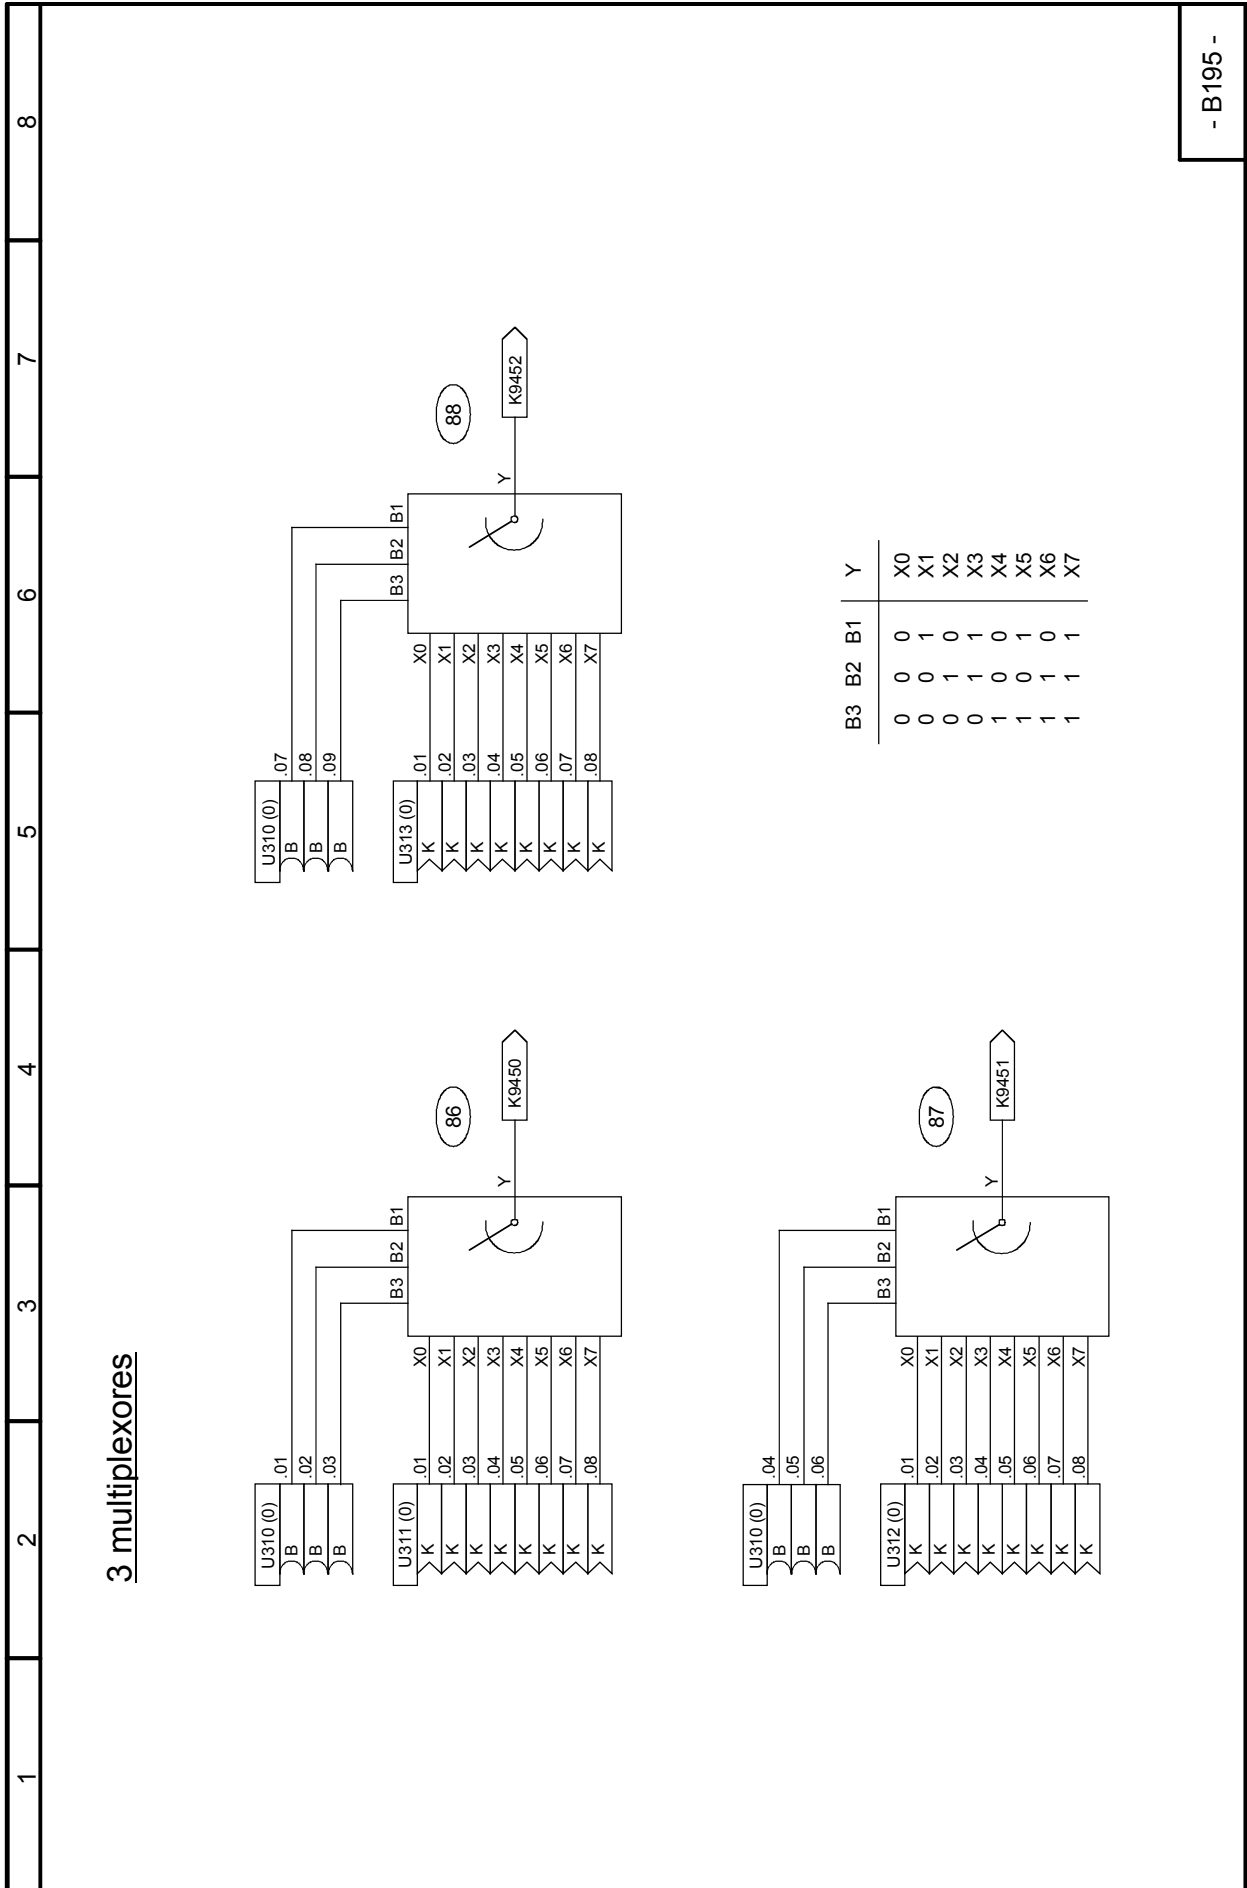 1 2 3 4 5 6 7 8
3 multiplexores
U310 (0)
B .01
B .02
B .03
B3 B2 B1
U311 (0)
K .01 X0
K .02 X1
K .03 X2
K .04 X3
K .05 X4
K .06 X5
K .07 X6
K .08 X7
Y
86
K9450
U310 (0)
B .07
B .08
B .09
B3 B2 B1
U313 (0)
K .01 X0
K .02 X1
K .03 X2
K .04 X3
K .05 X4
K .06 X5
K .07 X6
K .08 X7
Y
88
K9452
U310 (0)
B .04
B .05
B .06
B3 B2 B1
U312 (0)
K .01 X0
K .02 X1
K .03 X2
K .04 X3
K .05 X4
K .06 X5
K .07 X6
K .08 X7
Y
87
K9451
B3 B2 B1 Y
0 0 0 X0
0 0 1 X1
0 1 0 X2
0 1 1 X3
1 0 0 X4
1 0 1 X5
1 1 0 X6
1 1 1 X7
- B195 -